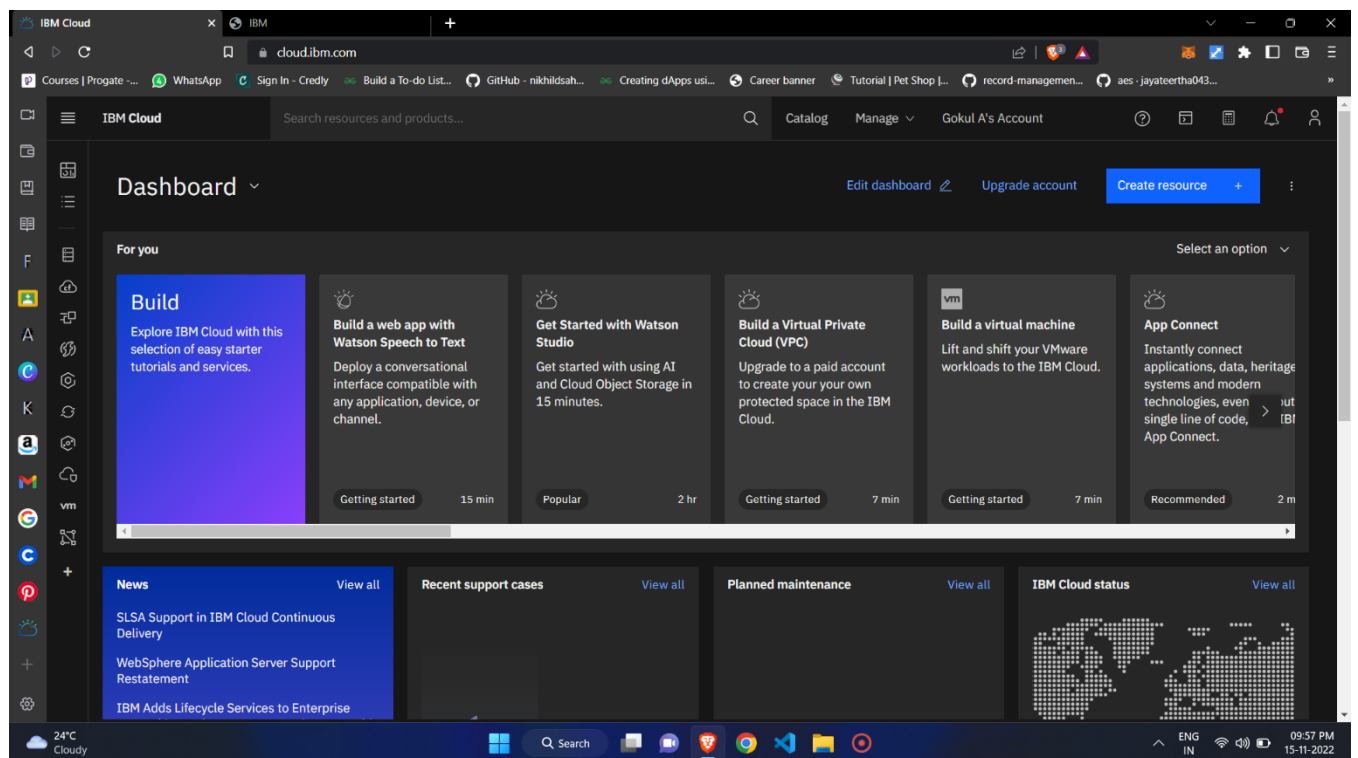 IBM Cloud
IBM
cloud.ibm.com
Courses | Progate -... WhatsApp Sign In - Credly Build a To-do List... GitHub - nikhildsah... Creating dApps usi... Career banner Tutorial | Pet Shop |... record-managemen... aes · jayateertha043...
IBM Cloud Search resources and products... Catalog Manage Gokul A's Account
Dashboard
Edit dashboard Upgrade account Create resource +
For you
Select an option
Build
Explore IBM Cloud with this
selection of easy starter
tutorials and services.
Build a web app with
Watson Speech to Text
Deploy a conversational
interface compatible with
any application, device, or
channel.
Getting started 15 min
Get Started with Watson
Studio
Get started with using AI
and Cloud Object Storage in
15 minutes.
Popular 2 hr
Build a Virtual Private
Cloud (VPC)
Upgrade to a paid account
to create your your own
protected space in the IBM
Cloud.
Getting started 7 min
vm
Build a virtual machine
Lift and shift your VMware
workloads to the IBM Cloud.
Getting started 7 min
App Connect
Instantly connect
applications, data, heritage
systems and modern
technologies, even out
single line of code, IB
App Connect.
Recommended 2 m
F
A
K
vm
News View all
SLSA Support in IBM Cloud Continuous
Delivery
WebSphere Application Server Support
Restatement
IBM Adds Lifecycle Services to Enterprise
Recent support cases View all
Planned maintenance View all
IBM Cloud status View all
24°C
Cloudy
Search
ENG
IN
09:57 PM
15-11-2022